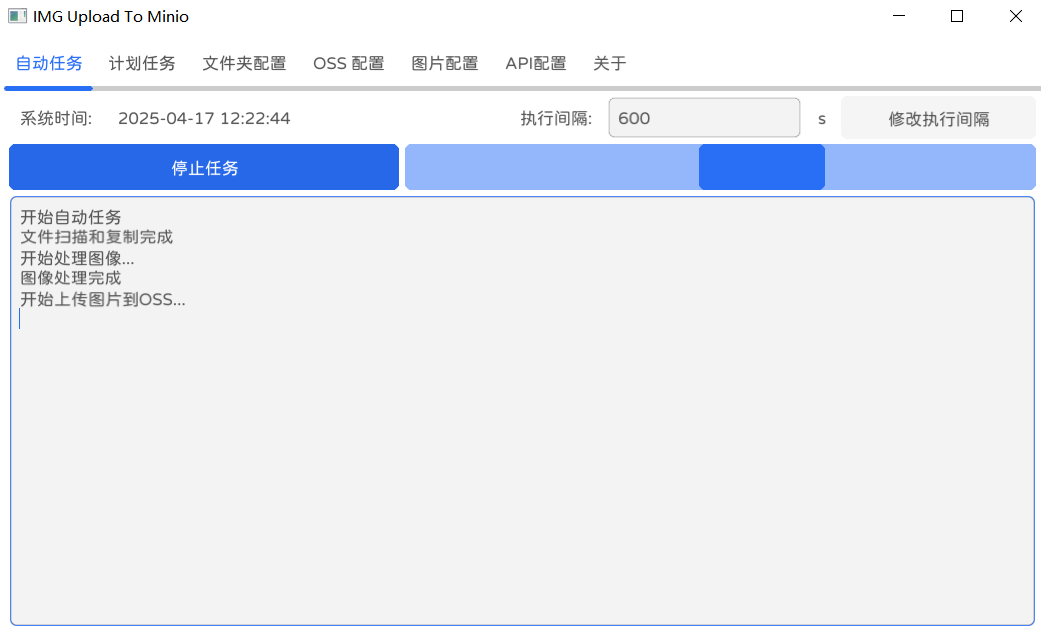 IMG Upload To Minio
自动任务 计划任务 文件夹配置 OSS 配置 图片配置 API配置 关于
系统时间: 2025-04-17 12:22:44 执行间隔: 600 s 修改执行间隔
停止任务
开始自动任务
文件扫描和复制完成
开始处理图像...
图像处理完成
开始上传图片到OSS...